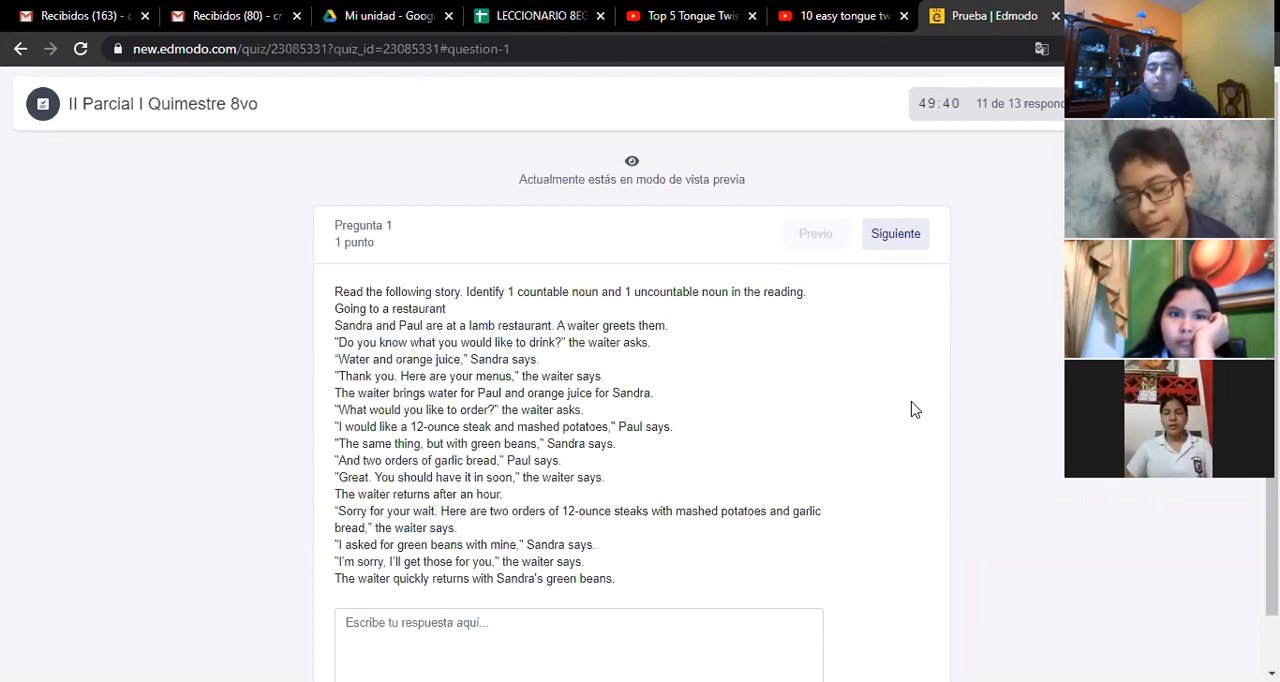 Recibidos (163) - c
Recibidos (80) - cr
Mi unidad - Goog
LECCIONARIO 8EG
Top 5 Tongue Twis
10 easy tongue tw
Prueba | Edmodo
new.edmodo.com/quiz/23085331?quiz_id=23085331#question-1
II Parcial I Quimestre 8vo
49:40
11 de 13 respond
Actualmente estás en modo de vista previa
Pregunta 1
1 punto
Previo
Siguiente
Read the following story. Identify 1 countable noun and 1 uncountable noun in the reading.
Going to a restaurant
Sandra and Paul are at a lamb restaurant. A waiter greets them.
"Do you know what you would like to drink?" the waiter asks.
“Water and orange juice,” Sandra says.
"Thank you. Here are your menus," the waiter says.
The waiter brings water for Paul and orange juice for Sandra.
"What would you like to order?" the waiter asks.
"I would like a 12-ounce steak and mashed potatoes," Paul says.
"The same thing, but with green beans," Sandra says.
"And two orders of garlic bread," Paul says.
"Great. You should have it in soon," the waiter says.
The waiter returns after an hour.
“Sorry for your wait. Here are two orders of 12-ounce steaks with mashed potatoes and garlic
bread,” the waiter says.
"I asked for green beans with mine," Sandra says.
"I'm sorry, I'll get those for you," the waiter says.
The waiter quickly returns with Sandra's green beans.
Escribe tu respuesta aquí...